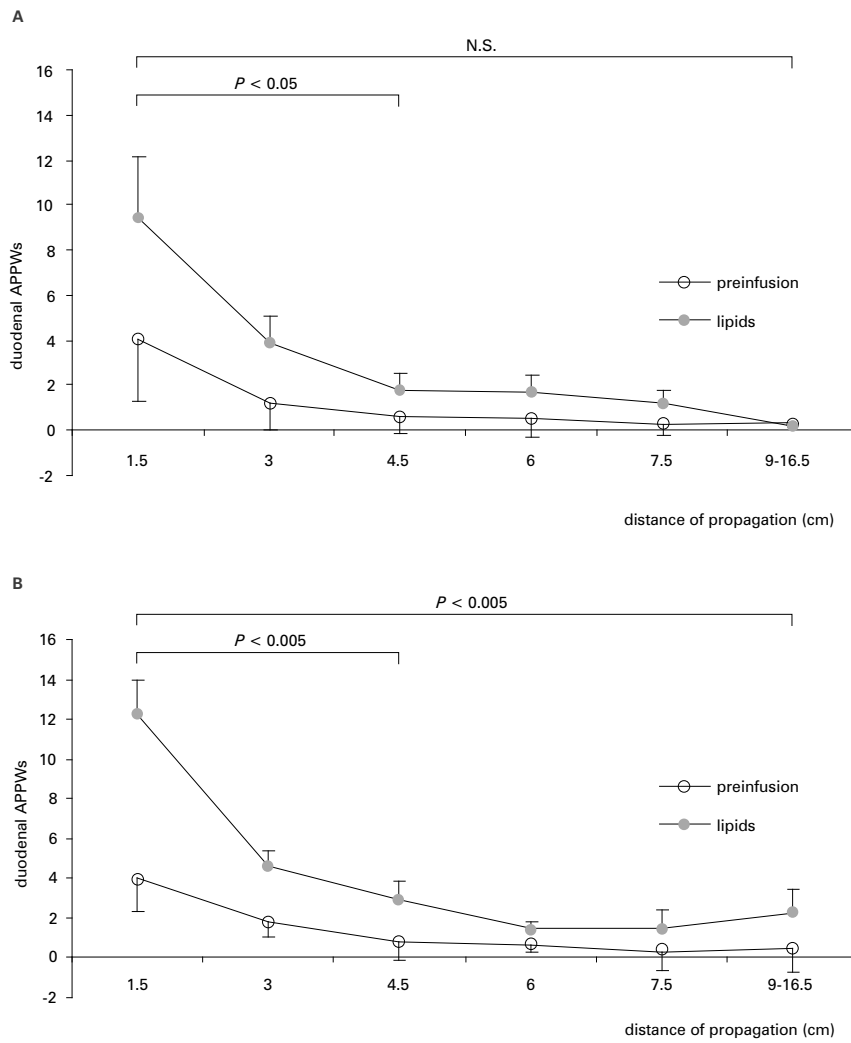 A
N.S.
16
P < 0.05
14
12
10
8
6
4
2
0
-2
duodenal APPWs
preinfusion
lipids
1.5 3 4.5 6 7.5 9-16.5
distance of propagation (cm)
B
P < 0.005
16
P < 0.005
14
12
10
8
6
4
2
0
-2
duodenal APPWs
preinfusion
lipids
1.5 3 4.5 6 7.5 9-16.5
distance of propagation (cm)